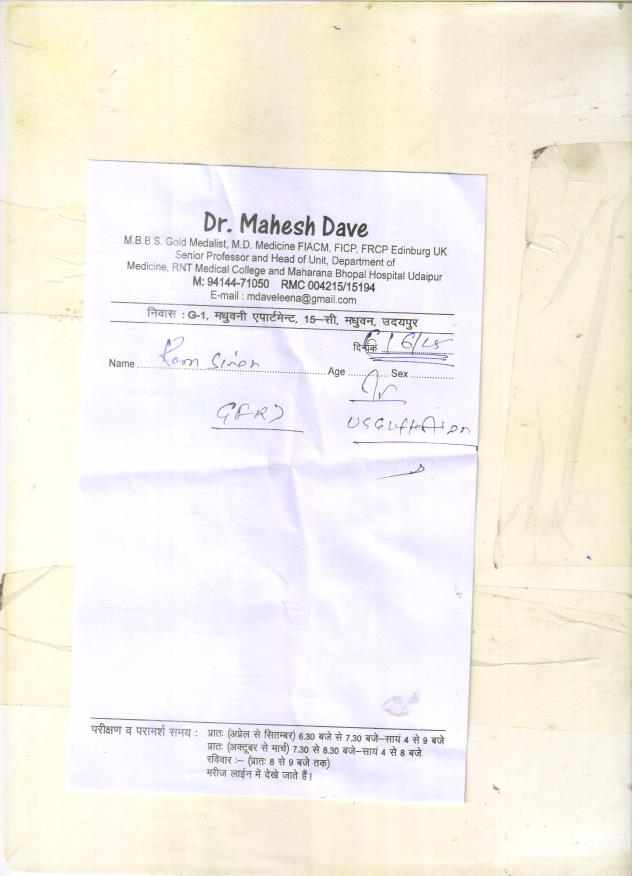 Dr. Mahesh Dave
M.B.B.S. Gold Medalist, M.D. Medicine FIACM, FICP, FRCP Edinburg UK
Senior Professor and Head of Unit, Department of
Medicine, RNT Medical College and Maharana Bhopal Hospital Udaipur
M: 94144-71050 RMC 004215/15194
E-mail : mdaveleena@gmail.com
निवास : G-1, मधुवनी एपार्टमेन्ट, 15–सी, मधुवन, उदयपुर
दिनांक 6/6/
Name Ram Singh Age Sex
GERD
परीक्षण व परामर्श समय : प्रातः (अप्रेल से सितम्बर) 6.30 बजे से 7.30 बजे–सायं 4 से 9 बजे
प्रातः (अक्टूबर से मार्च) 7.30 से 8.30 बजे–सायं 4 से 8 बजे
रविवार :– (प्रातः 8 से 9 बजे तक)
मरीज लाईन में देखे जाते हैं।